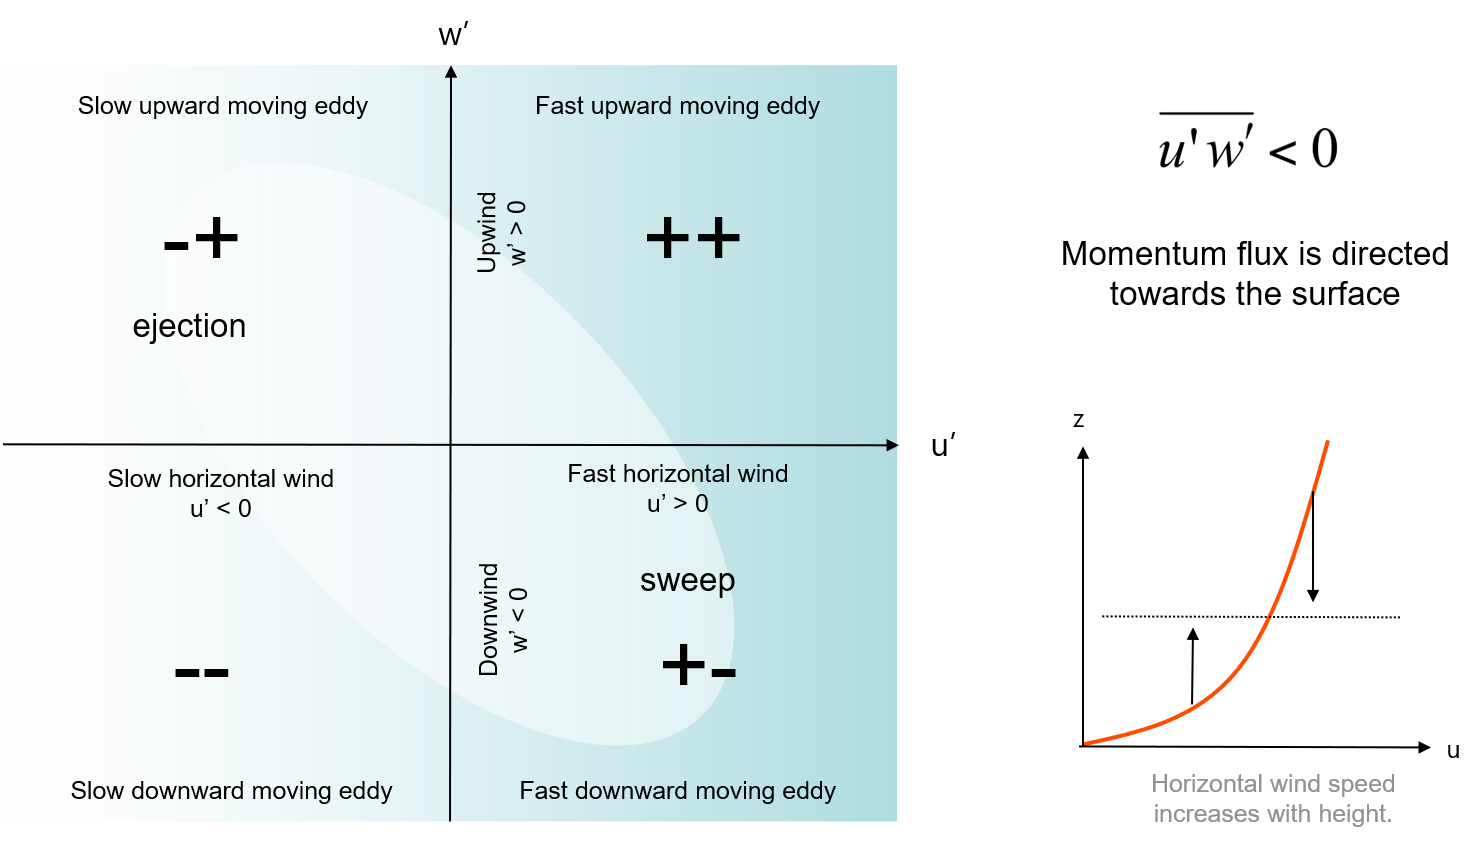 w′
Slow upward moving eddy
Fast upward moving eddy
-+
ejection
Upwind
w’ > 0
++
u′
Slow horizontal wind
u’ < 0
Fast horizontal wind
u’ > 0
--
Downwind
w’ < 0
sweep
+-
Slow downward moving eddy
Fast downward moving eddy
u'w' < 0
Momentum flux is directed
towards the surface
z
u
Horizontal wind speed
increases with height.